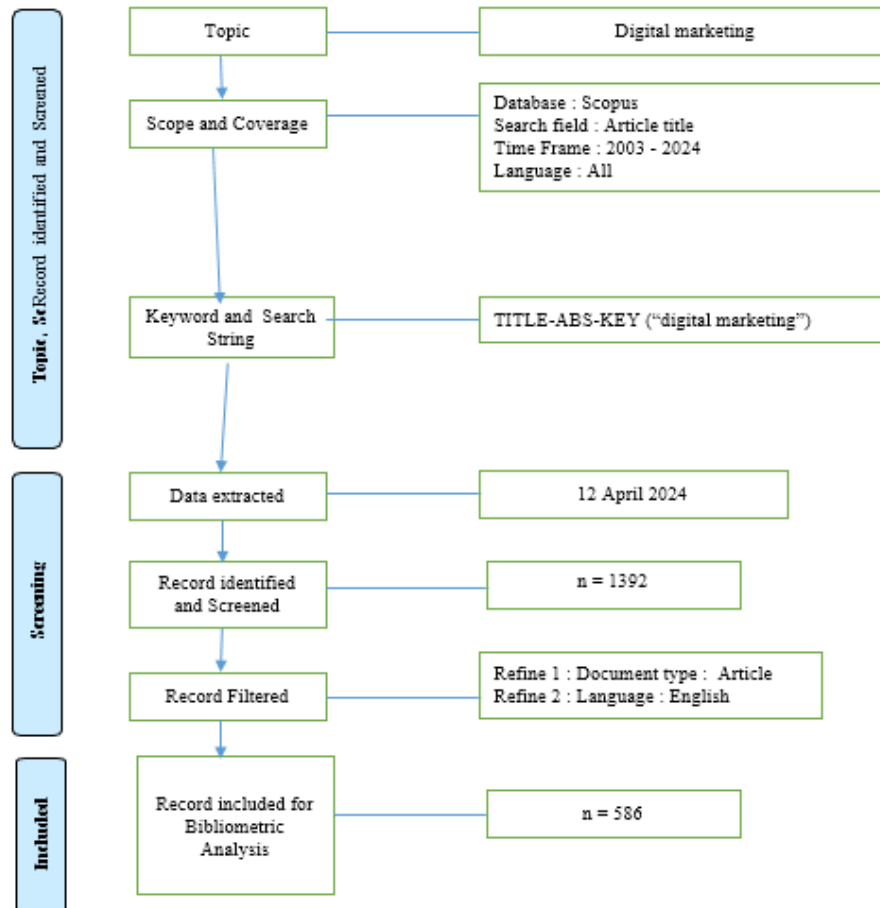 Topic, ScRecord identified and Screened
Topic
Digital marketing
Scope and Coverage
Database : Scopus
Search field : Article title
Time Frame : 2003 - 2024
Language : All
Keyword and Search
String
TITLE-ABS-KEY (“digital marketing”)
Screening
Data extracted
12 April 2024
Record identified
and Screened
n = 1392
Record Filtered
Refine 1 : Document type : Article
Refine 2 : Language : English
Included
Record included for
Bibliometric
Analysis
n = 586